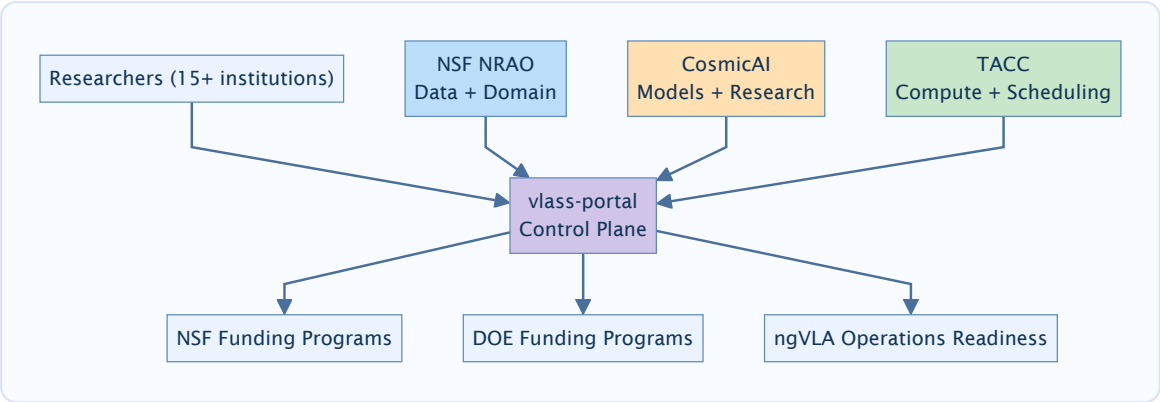 Researchers (15+ institutions)
NSF NRAO
Data + Domain
CosmicAI
Models + Research
TACC
Compute + Scheduling
vlass-portal
Control Plane
NSF Funding Programs
DOE Funding Programs
ngVLA Operations Readiness